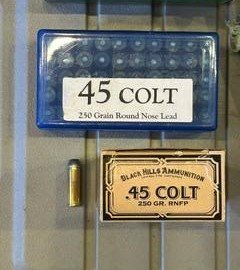 45 COLT
250 Grain Round Nose Lead
BLACK HILLS AMMUNITION
.45 COLT
250 GR. RNFP